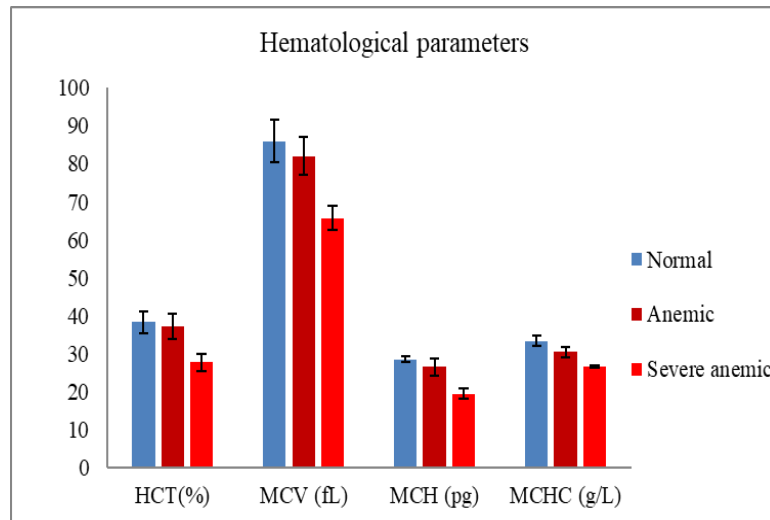 Hematological parameters
100
90
80
70
60
50
40
30
20
10
0
HCT(%)
MCV (fL)
MCH (pg)
MCHC (g/L)
Normal
Anemic
Severe anemic